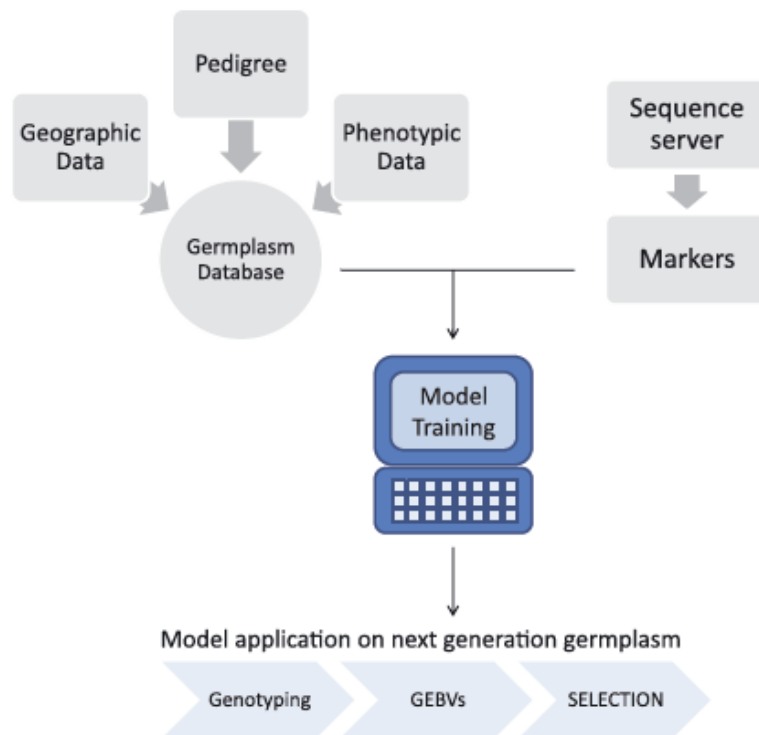 Pedigree
Geographic
Data
Phenotypic
Data
Sequence
server
Germplasm
Database
Markers
Model
Training
Model application on next generation germplasm
Genotyping
GEBVs
SELECTION